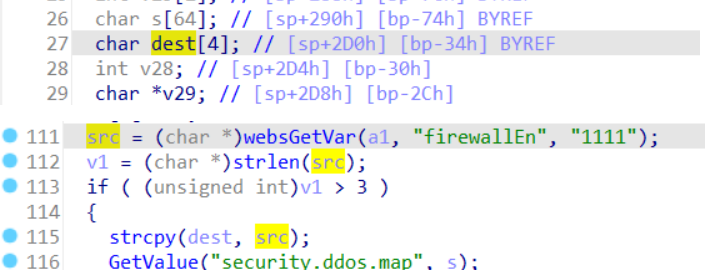 26 char s[64]; // [sp+290h] [bp-74h] BYREF
27 char dest[4]; // [sp+2D0h] [bp-34h] BYREF
28 int v28; // [sp+2D4h] [bp-30h]
29 char *v29; // [sp+2D8h] [bp-2Ch]
111 src = (char *)websGetVar(a1, "firewallEn", "1111");
112 v1 = (char *)strlen(src);
113 if ( (unsigned int)v1 > 3 )
114 {
115 strcpy(dest, src);
116 GetValue("security.ddos.map", s);